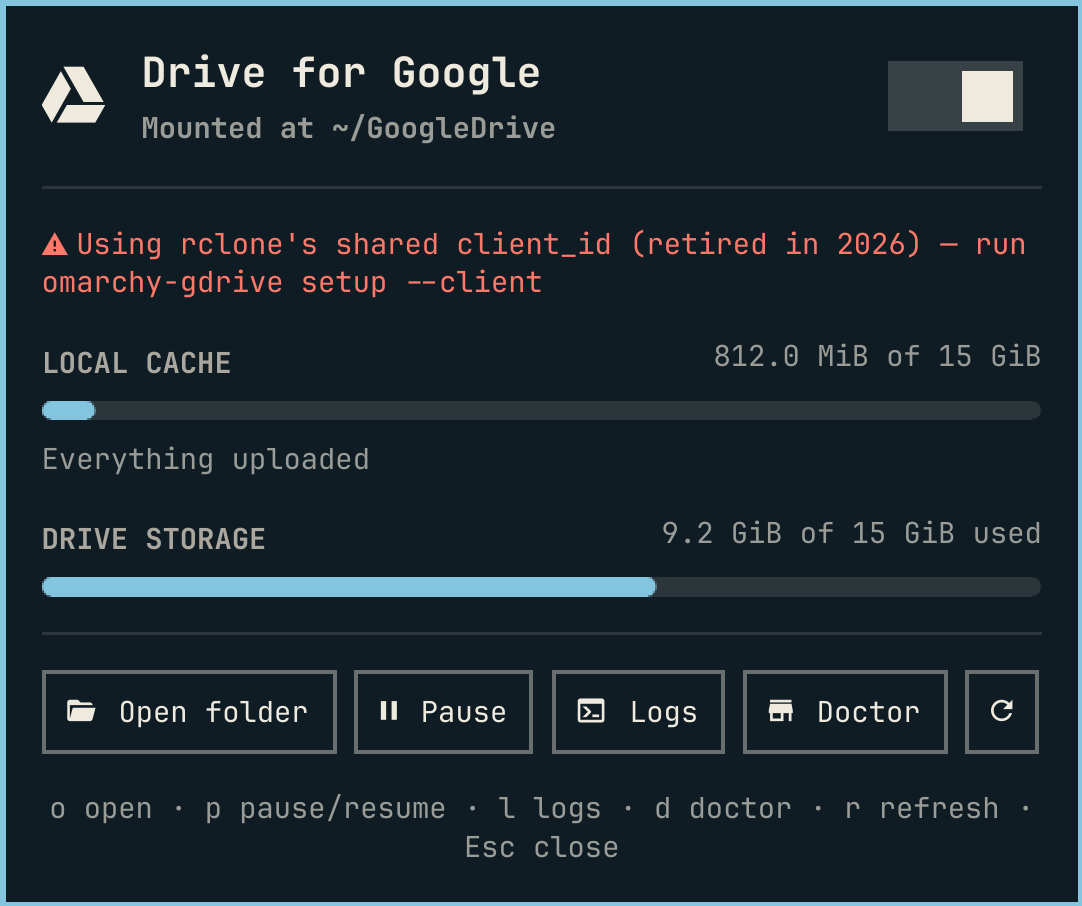 Drive for Google
Mounted at ~/GoogleDrive
Using rclone's shared client_id (retired in 2026) — run
omarchy-gdrive setup --client
LOCAL CACHE 812.0 MiB of 15 GiB
Everything uploaded
DRIVE STORAGE 9.2 GiB of 15 GiB used
Open folder Pause Logs Doctor
o open · p pause/resume · l logs · d doctor · r refresh ·
Esc close